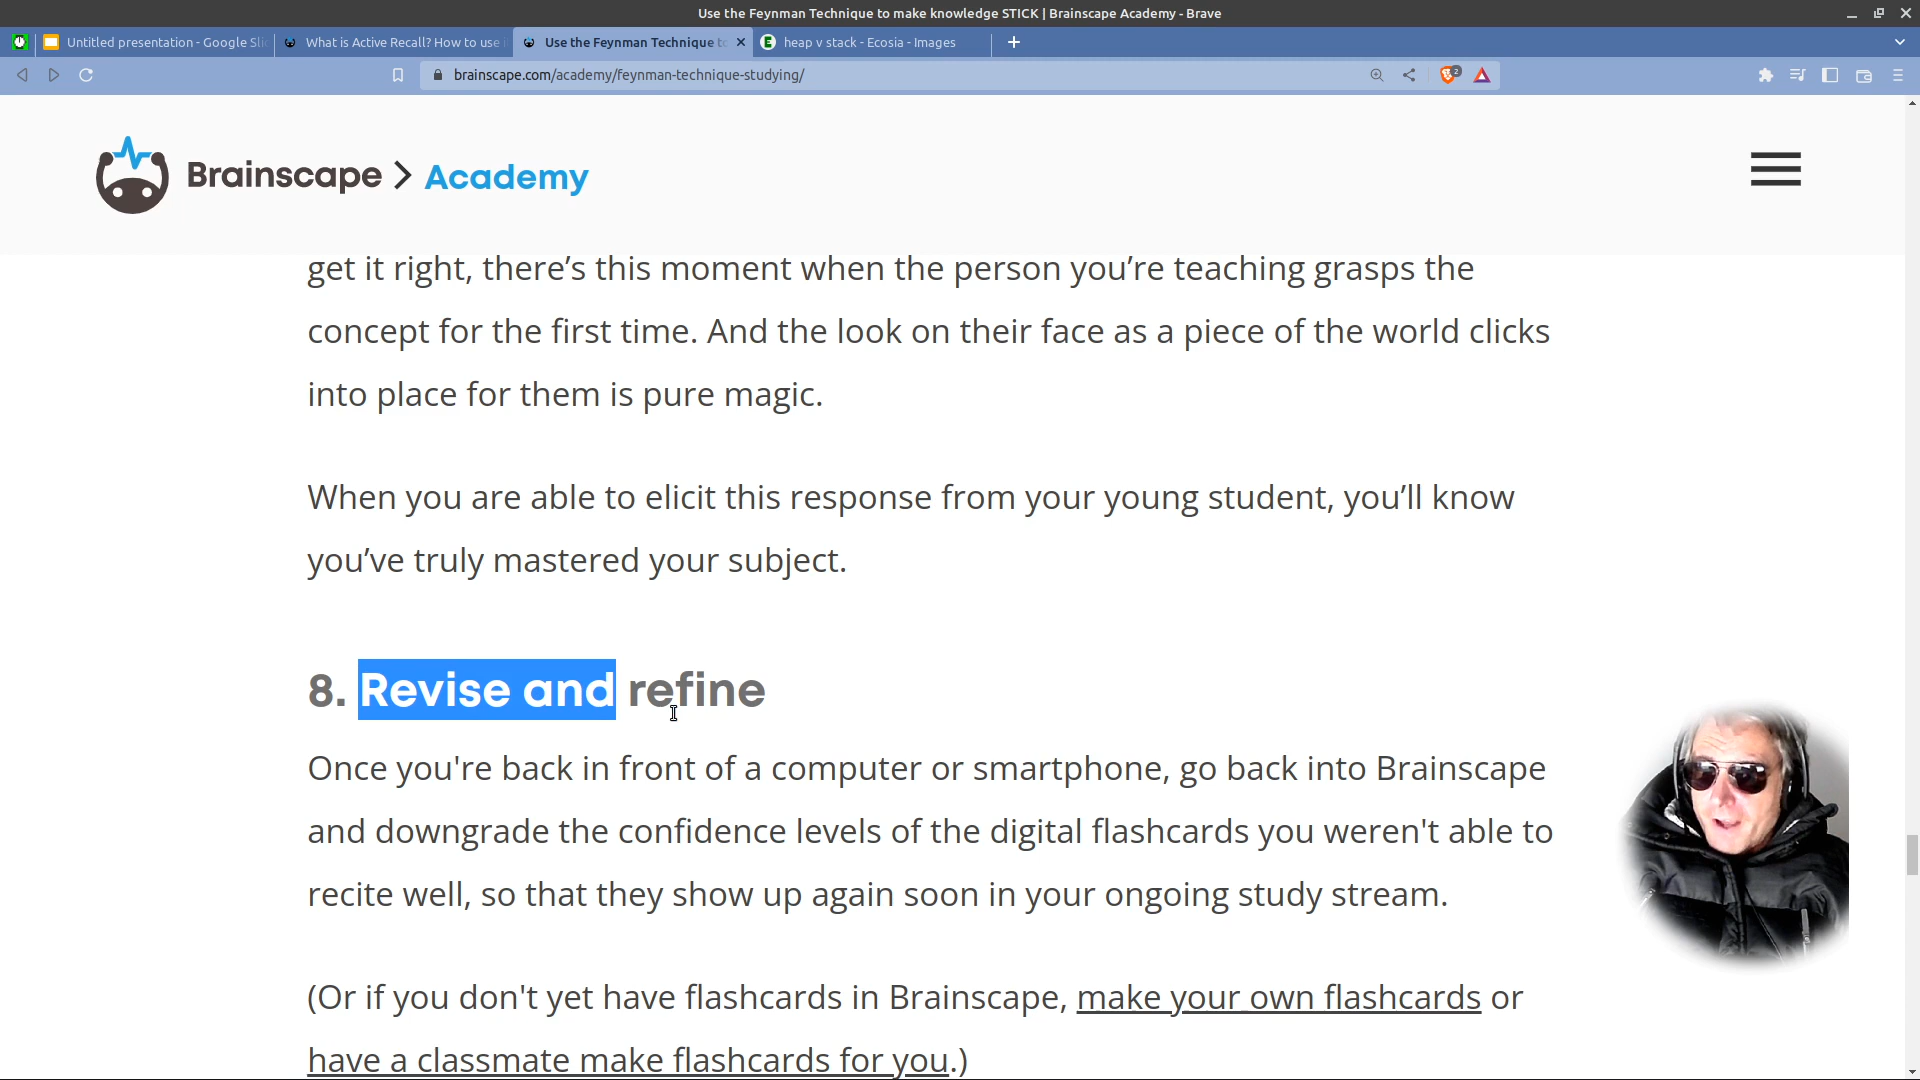 Use the Feynman Technique to make knowledge STICK | Brainscape Academy - Brave
Untitled presentation - Google Sli
What is Active Recall? How to use i
Use the Feynman Technique to
heap v stack - Ecosia - Images
brainscape.com/academy/feynman-technique-studying/
2
Brainscape > Academy
get it right, there’s this moment when the person you’re teaching grasps the
concept for the first time. And the look on their face as a piece of the world clicks
into place for them is pure magic.
When you are able to elicit this response from your young student, you’ll know
you’ve truly mastered your subject.
8. Revise and refine
Once you're back in front of a computer or smartphone, go back into Brainscape
and downgrade the confidence levels of the digital flashcards you weren't able to
recite well, so that they show up again soon in your ongoing study stream.
(Or if you don't yet have flashcards in Brainscape, make your own flashcards or
have a classmate make flashcards for you.)